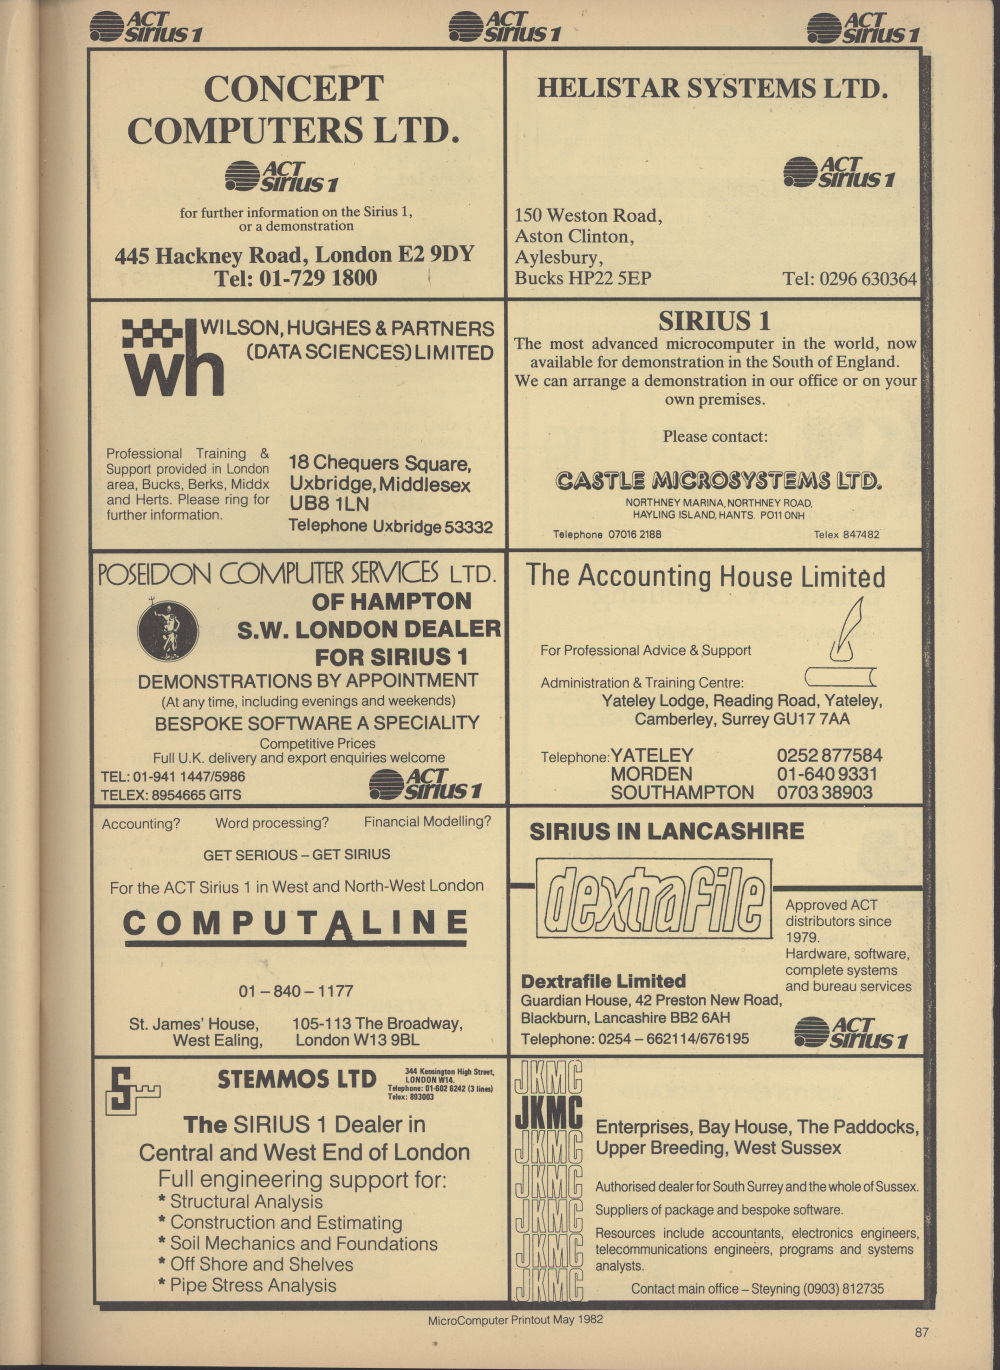 ACT sirius 1
ACT sirius 1
ACT sirius 1
CONCEPT
COMPUTERS LTD.
ACT sirius 1
for further information on the Sirius 1,
or a demonstration
445 Hackney Road, London E2 9DY
Tel: 01-729 1800
HELISTAR SYSTEMS LTD.
ACT sirius 1
150 Weston Road,
Aston Clinton,
Aylesbury,
Bucks HP22 5EP
Tel: 0296 630364
wh
WILSON, HUGHES & PARTNERS
(DATA SCIENCES) LIMITED
Professional Training &
Support provided in London
area, Bucks, Berks, Middx
and Herts. Please ring for
further information.
18 Chequers Square,
Uxbridge, Middlesex
UB8 1LN
Telephone Uxbridge 53332
SIRIUS 1
The most advanced microcomputer in the world, now
available for demonstration in the South of England.
We can arrange a demonstration in our office or on your
own premises.
Please contact:
CASTLE MICROSYSTEMS LTD.
NORTHNEY MARINA, NORTHNEY ROAD,
HAYLING ISLAND, HANTS. PO11 0NH
Telephone 07016 2188
Telex 847482
POSEIDON COMPUTER SERVICES LTD.
OF HAMPTON
S.W. LONDON DEALER
FOR SIRIUS 1
DEMONSTRATIONS BY APPOINTMENT
(At any time, including evenings and weekends)
BESPOKE SOFTWARE A SPECIALITY
Competitive Prices
Full U.K. delivery and export enquiries welcome
TEL: 01-941 1447/5986
TELEX: 8954665 GITS
ACT sirius 1
The Accounting House Limited
For Professional Advice & Support
Administration & Training Centre:
Yateley Lodge, Reading Road, Yateley,
Camberley, Surrey GU17 7AA
Telephone: YATELEY 0252 877584
MORDEN 01-640 9331
SOUTHAMPTON 0703 38903
Accounting? Word processing? Financial Modelling?
GET SERIOUS – GET SIRIUS
For the ACT Sirius 1 in West and North-West London
COMPUTALINE
01 – 840 – 1177
St. James' House, 105-113 The Broadway,
West Ealing, London W13 9BL
SIRIUS IN LANCASHIRE
dextrafile
Approved ACT
distributors since
1979.
Hardware, software,
complete systems
and bureau services
Dextrafile Limited
Guardian House, 42 Preston New Road,
Blackburn, Lancashire BB2 6AH
Telephone: 0254 – 662114/676195
ACT sirius 1
S
STEMMOS LTD
344 Kensington High Street,
LONDON W14.
Telephone: 01-602 6242 (3 lines)
Telex: 893003
The SIRIUS 1 Dealer in
Central and West End of London
Full engineering support for:
* Structural Analysis
* Construction and Estimating
* Soil Mechanics and Foundations
* Off Shore and Shelves
* Pipe Stress Analysis
JKMC
JKMC
JKMC
JKMC
JKMC
JKMC
JKMC
Enterprises, Bay House, The Paddocks,
Upper Breeding, West Sussex
Authorised dealer for South Surrey and the whole of Sussex.
Suppliers of package and bespoke software.
Resources include accountants, electronics engineers,
telecommunications engineers, programs and systems
analysts.
Contact main office – Steyning (0903) 812735
MicroComputer Printout May 1982
87